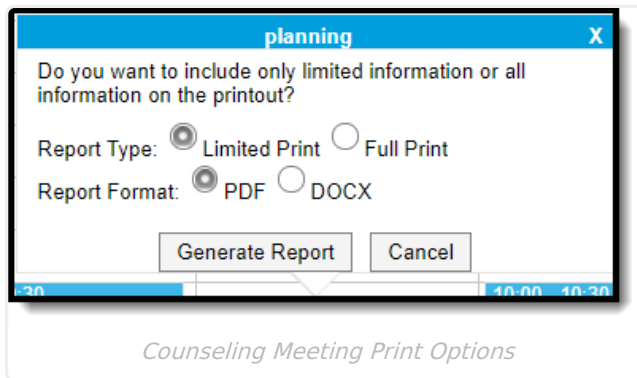 planning X
Do you want to include only limited information or all
information on the printout?
Report Type: Limited Print Full Print
Report Format: PDF DOCX
Generate Report Cancel
:30 10:00 10:30
Counseling Meeting Print Options